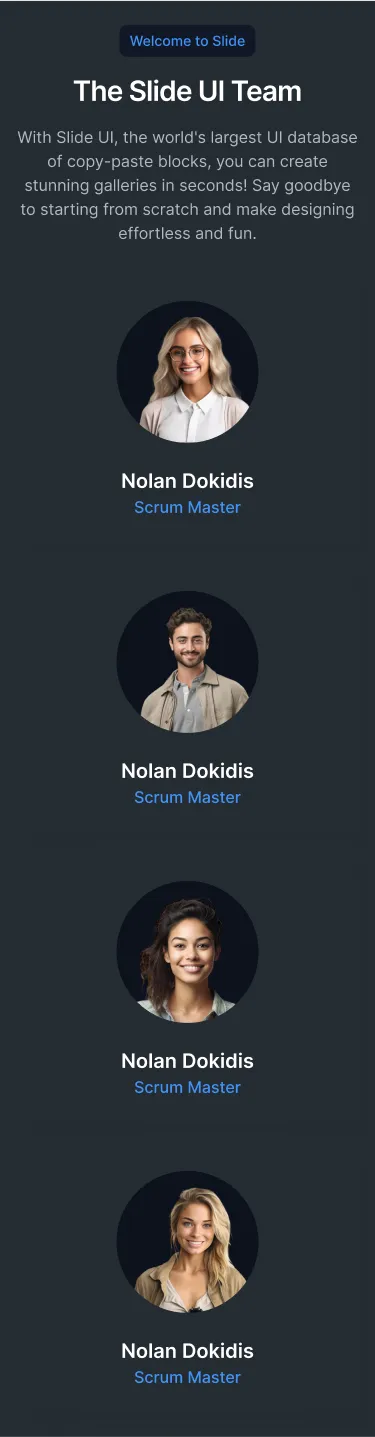 Welcome to Slide
The Slide UI Team
With Slide UI, the world's largest UI database
of copy-paste blocks, you can create
stunning galleries in seconds! Say goodbye
to starting from scratch and make designing
effortless and fun.
Nolan Dokidis
Scrum Master
Nolan Dokidis
Scrum Master
Nolan Dokidis
Scrum Master
Nolan Dokidis
Scrum Master